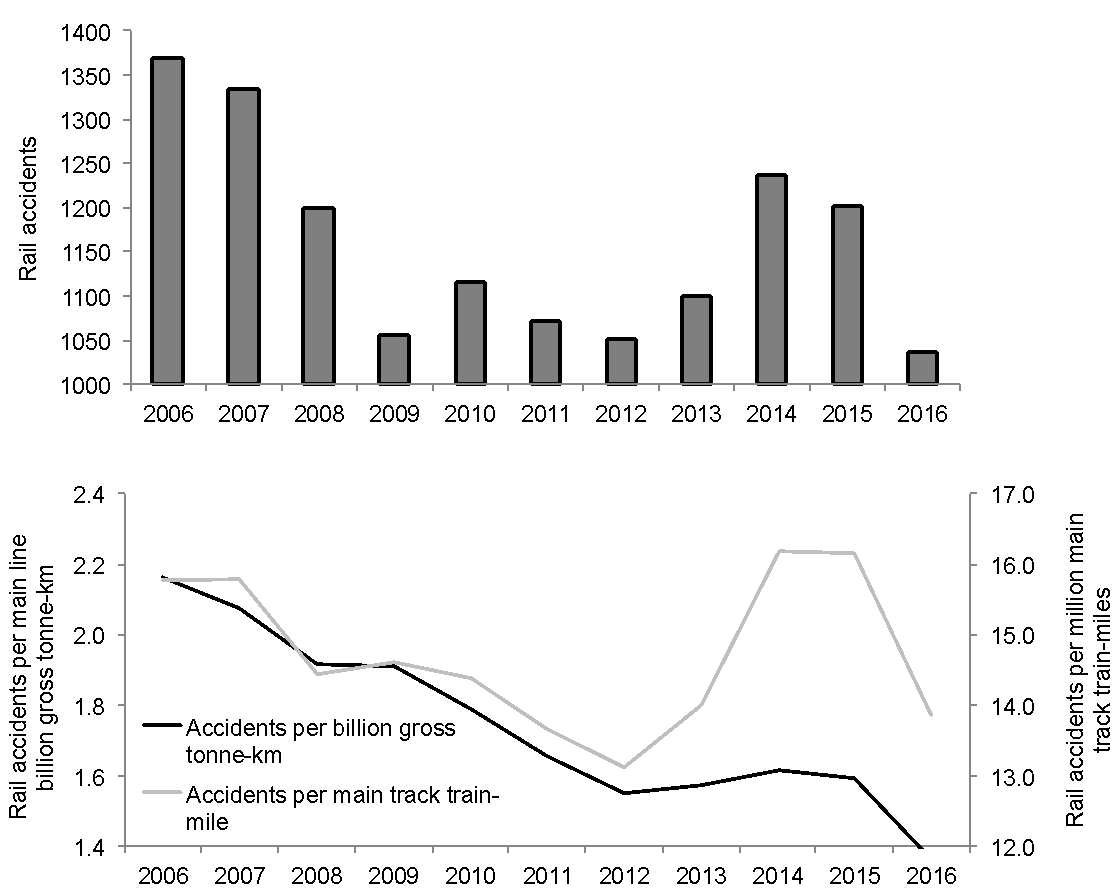 1400
1350
1300
1250
1200
1150
1100
1050
1000
Rail accidents
2006 2007 2008 2009 2010 2011 2012 2013 2014 2015 2016
2.4
2.2
2.0
1.8
1.6
1.4
Rail accidents per main line
billion gross tonne-km
Accidents per billion gross
tonne-km
Accidents per main track train-
mile
17.0
16.0
15.0
14.0
13.0
12.0
Rail accidents per million main
track train-miles
2006 2007 2008 2009 2010 2011 2012 2013 2014 2015 2016